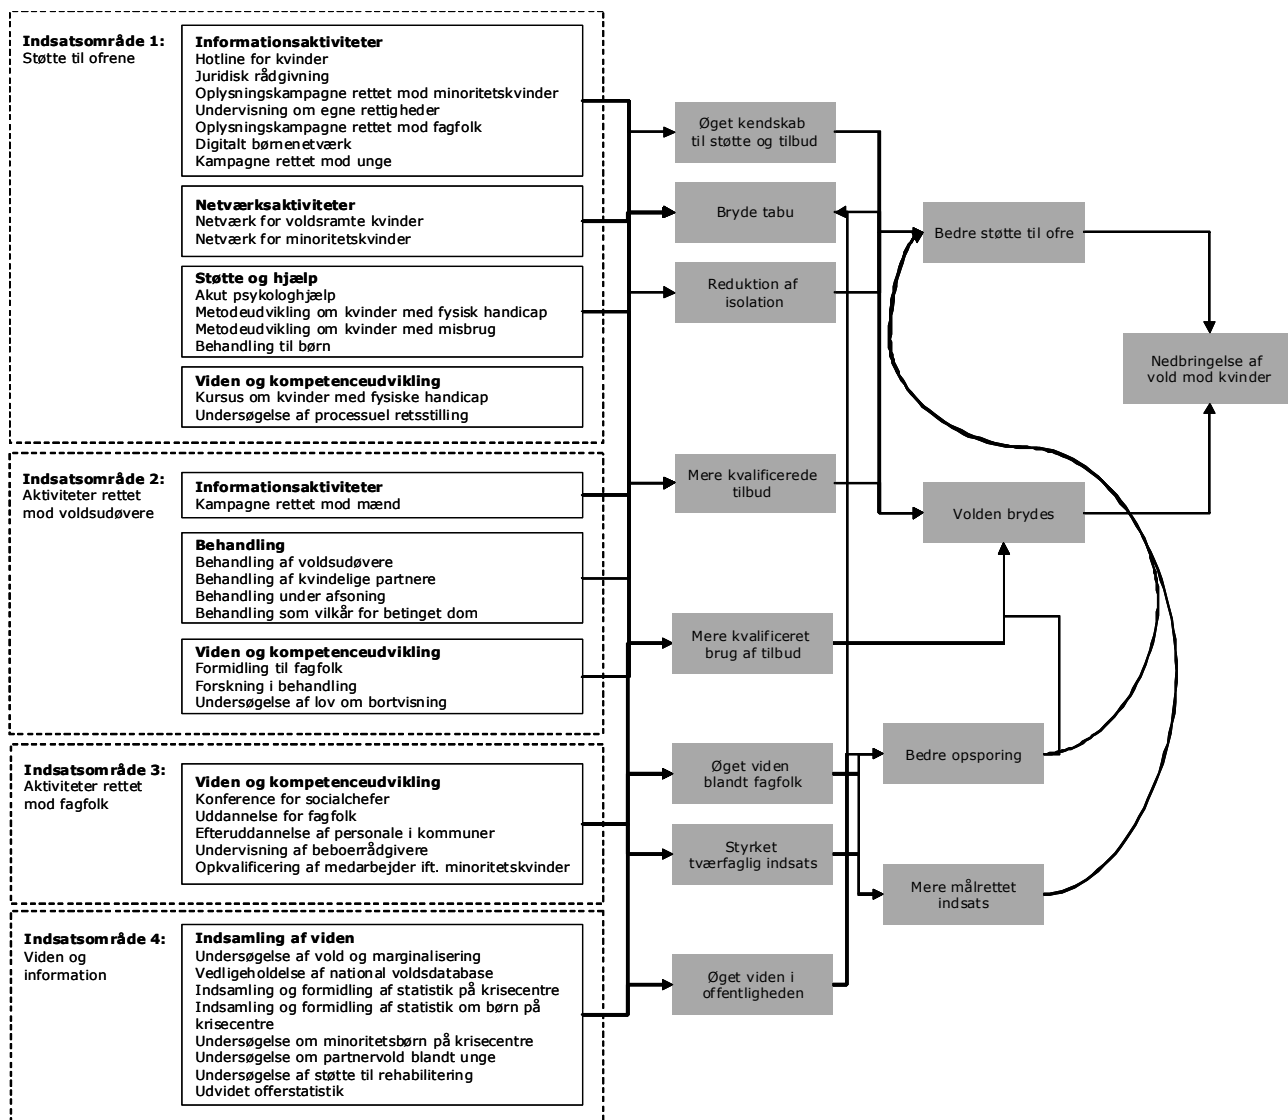 Indsatsområde 1:
Støtte til ofrene
Informationsaktiviteter
Hotline for kvinder
Juridisk rådgivning
Oplysningskampagne rettet mod minoritetskvinder
Undervisning om egne rettigheder
Oplysningskampagne rettet mod fagfolk
Digitalt børnenetværk
Kampagne rettet mod unge
Netværksaktiviteter
Netværk for voldsramte kvinder
Netværk for minoritetskvinder
Støtte og hjælp
Akut psykologhjælp
Metodeudvikling om kvinder med fysisk handicap
Metodeudvikling om kvinder med misbrug
Behandling til børn
Viden og kompetenceudvikling
Kursus om kvinder med fysiske handicap
Undersøgelse af processuel retsstilling
Indsatsområde 2:
Aktiviteter rettet
mod voldsudøvere
Informationsaktiviteter
Kampagne rettet mod mænd
Behandling
Behandling af voldsudøvere
Behandling af kvindelige partnere
Behandling under afsoning
Behandling som vilkår for betinget dom
Viden og kompetenceudvikling
Formidling til fagfolk
Forskning i behandling
Undersøgelse af lov om bortvisning
Indsatsområde 3:
Aktiviteter rettet
mod fagfolk
Viden og kompetenceudvikling
Konference for socialchefer
Uddannelse for fagfolk
Efteruddannelse af personale i kommuner
Undervisning af beboerrådgivere
Opkvalificering af medarbejder ift. minoritetskvinder
Indsatsområde 4:
Viden og
information
Indsamling af viden
Undersøgelse af vold og marginalisering
Vedligeholdelse af national voldsdatabase
Indsamling og formidling af statistik på krisecentre
Indsamling og formidling af statistik om børn på
krisecentre
Undersøgelse om minoritetsbørn på krisecentre
Undersøgelse om partnervold blandt unge
Undersøgelse af støtte til rehabilitering
Udvidet offerstatistik
Øget kendskab
til støtte og tilbud
Bryde tabu
Reduktion af
isolation
Mere kvalificerede
tilbud
Mere kvalificeret
brug af tilbud
Øget viden
blandt fagfolk
Styrket
tværfaglig indsats
Øget viden i
offentligheden
Bedre støtte til ofre
Volden brydes
Bedre opsporing
Mere målrettet
indsats
Nedbringelse af
vold mod kvinder